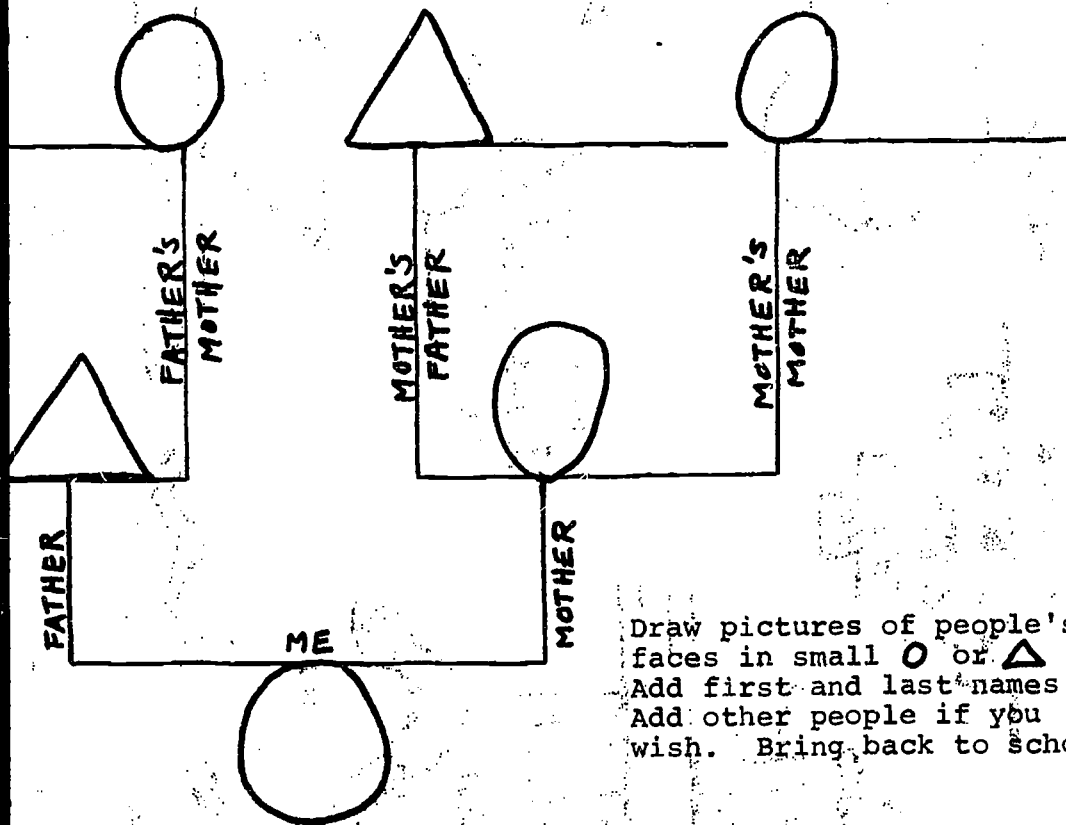 FATHER'S
MOTHER
MOTHER'S
FATHER
MOTHER'S
MOTHER
FATHER
MOTHER
ME
Draw pictures of people's
faces in small O or △
Add first and last names
Add other people if you
wish. Bring back to scho